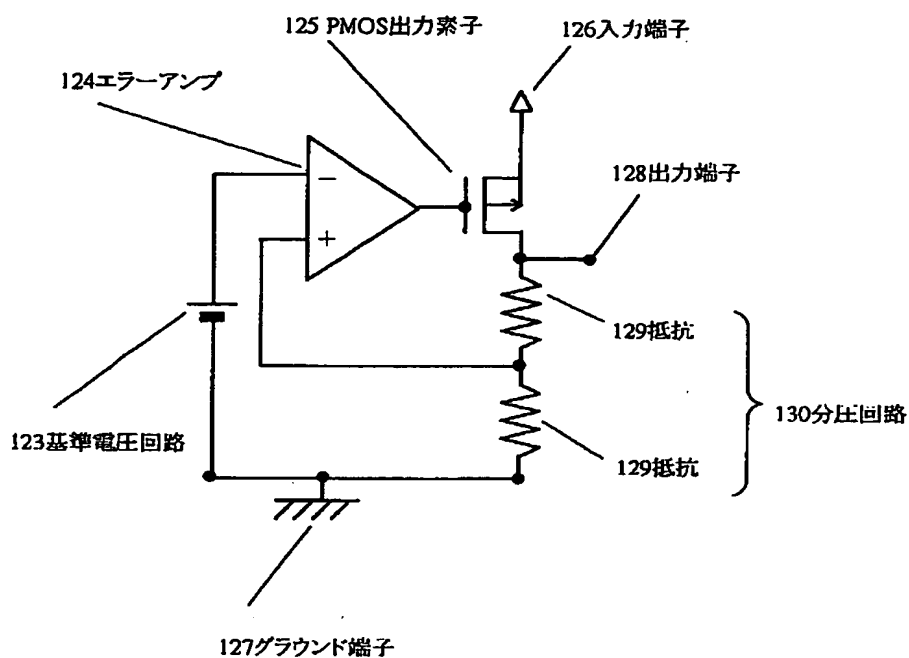 125 PMOS出力素子
126入力端子
124エラーアンプ
128出力端子
−
+
129抵抗
130分圧回路
123基準電圧回路
129抵抗
127グラウンド端子